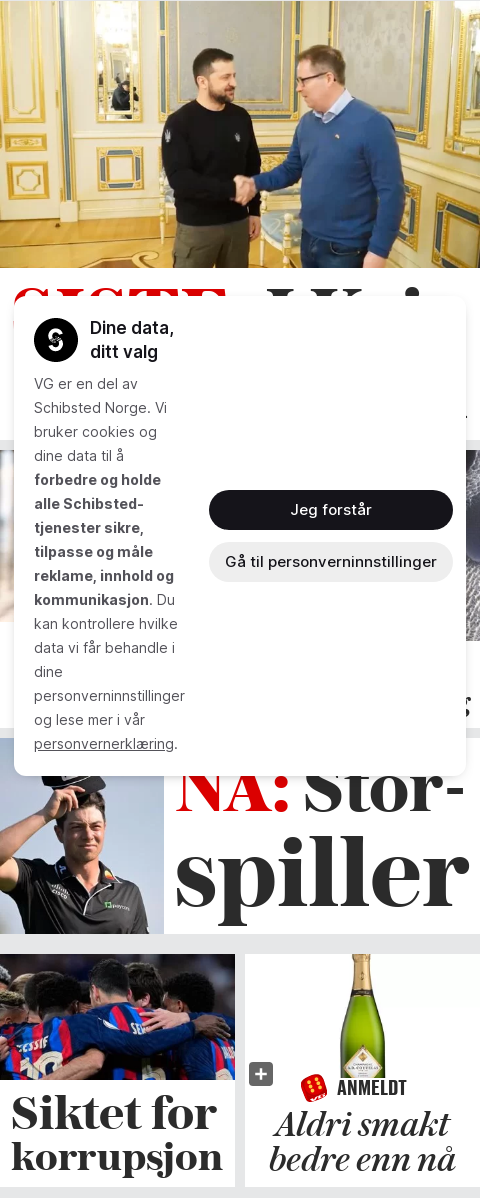 Dine data,
ditt valg
VG er en del av
Schibsted Norge. Vi
bruker cookies og
dine data til å
forbedre og holde
alle Schibsted-
tjenester sikre,
tilpasse og måle
reklame, innhold og
kommunikasjon. Du
kan kontrollere hvilke
data vi får behandle i
dine
personverninnstillinger
og lese mer i vår
personvernerklæring.
Jeg forstår
Gå til personverninnstillinger
NÅ: Stor-
spiller
Siktet for
korrupsjon
ANMELDT
Aldri smakt
bedre enn nå